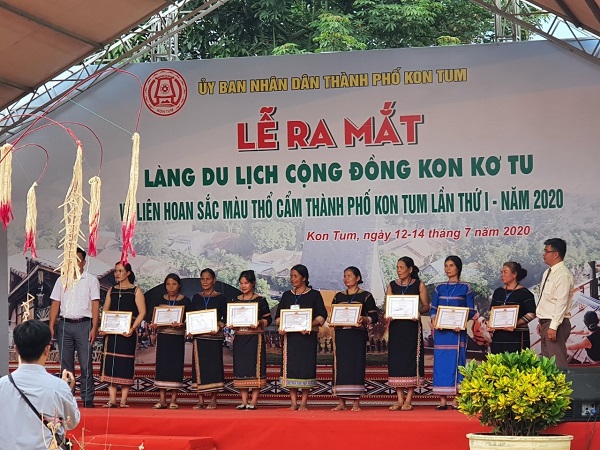 ỦY BAN NHÂN DÂN THÀNH PHỐ KON TUM
LỄ RA MẮT
LÀNG DU LỊCH CỘNG ĐỒNG KON KƠ TU
VÀ LIÊN HOAN SẮC MÀU THỔ CẨM THÀNH PHỐ KON TUM LẦN THỨ I - NĂM 2020
Kon Tum, ngày 12-14 tháng 7 năm 2020